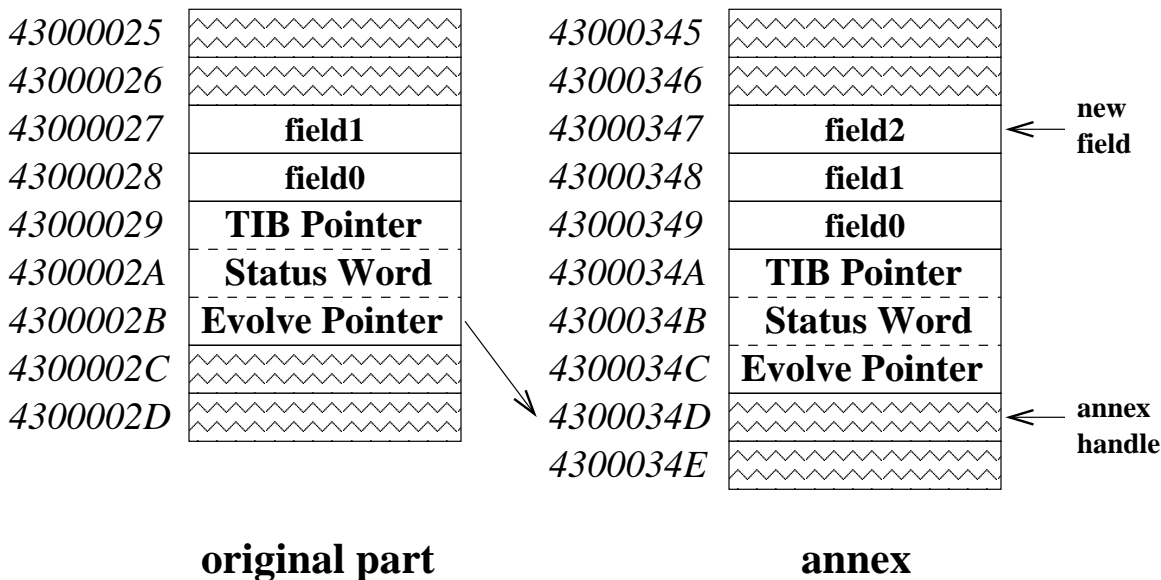 43000025
43000026
43000027 field1
43000028 field0
43000029 TIB Pointer
4300002A Status Word
4300002B Evolve Pointer
4300002C
4300002D
original part
43000345
43000346
43000347 field2
43000348 field1
43000349 field0
4300034A TIB Pointer
4300034B Status Word
4300034C Evolve Pointer
4300034D
4300034E
annex
new
field
annex
handle